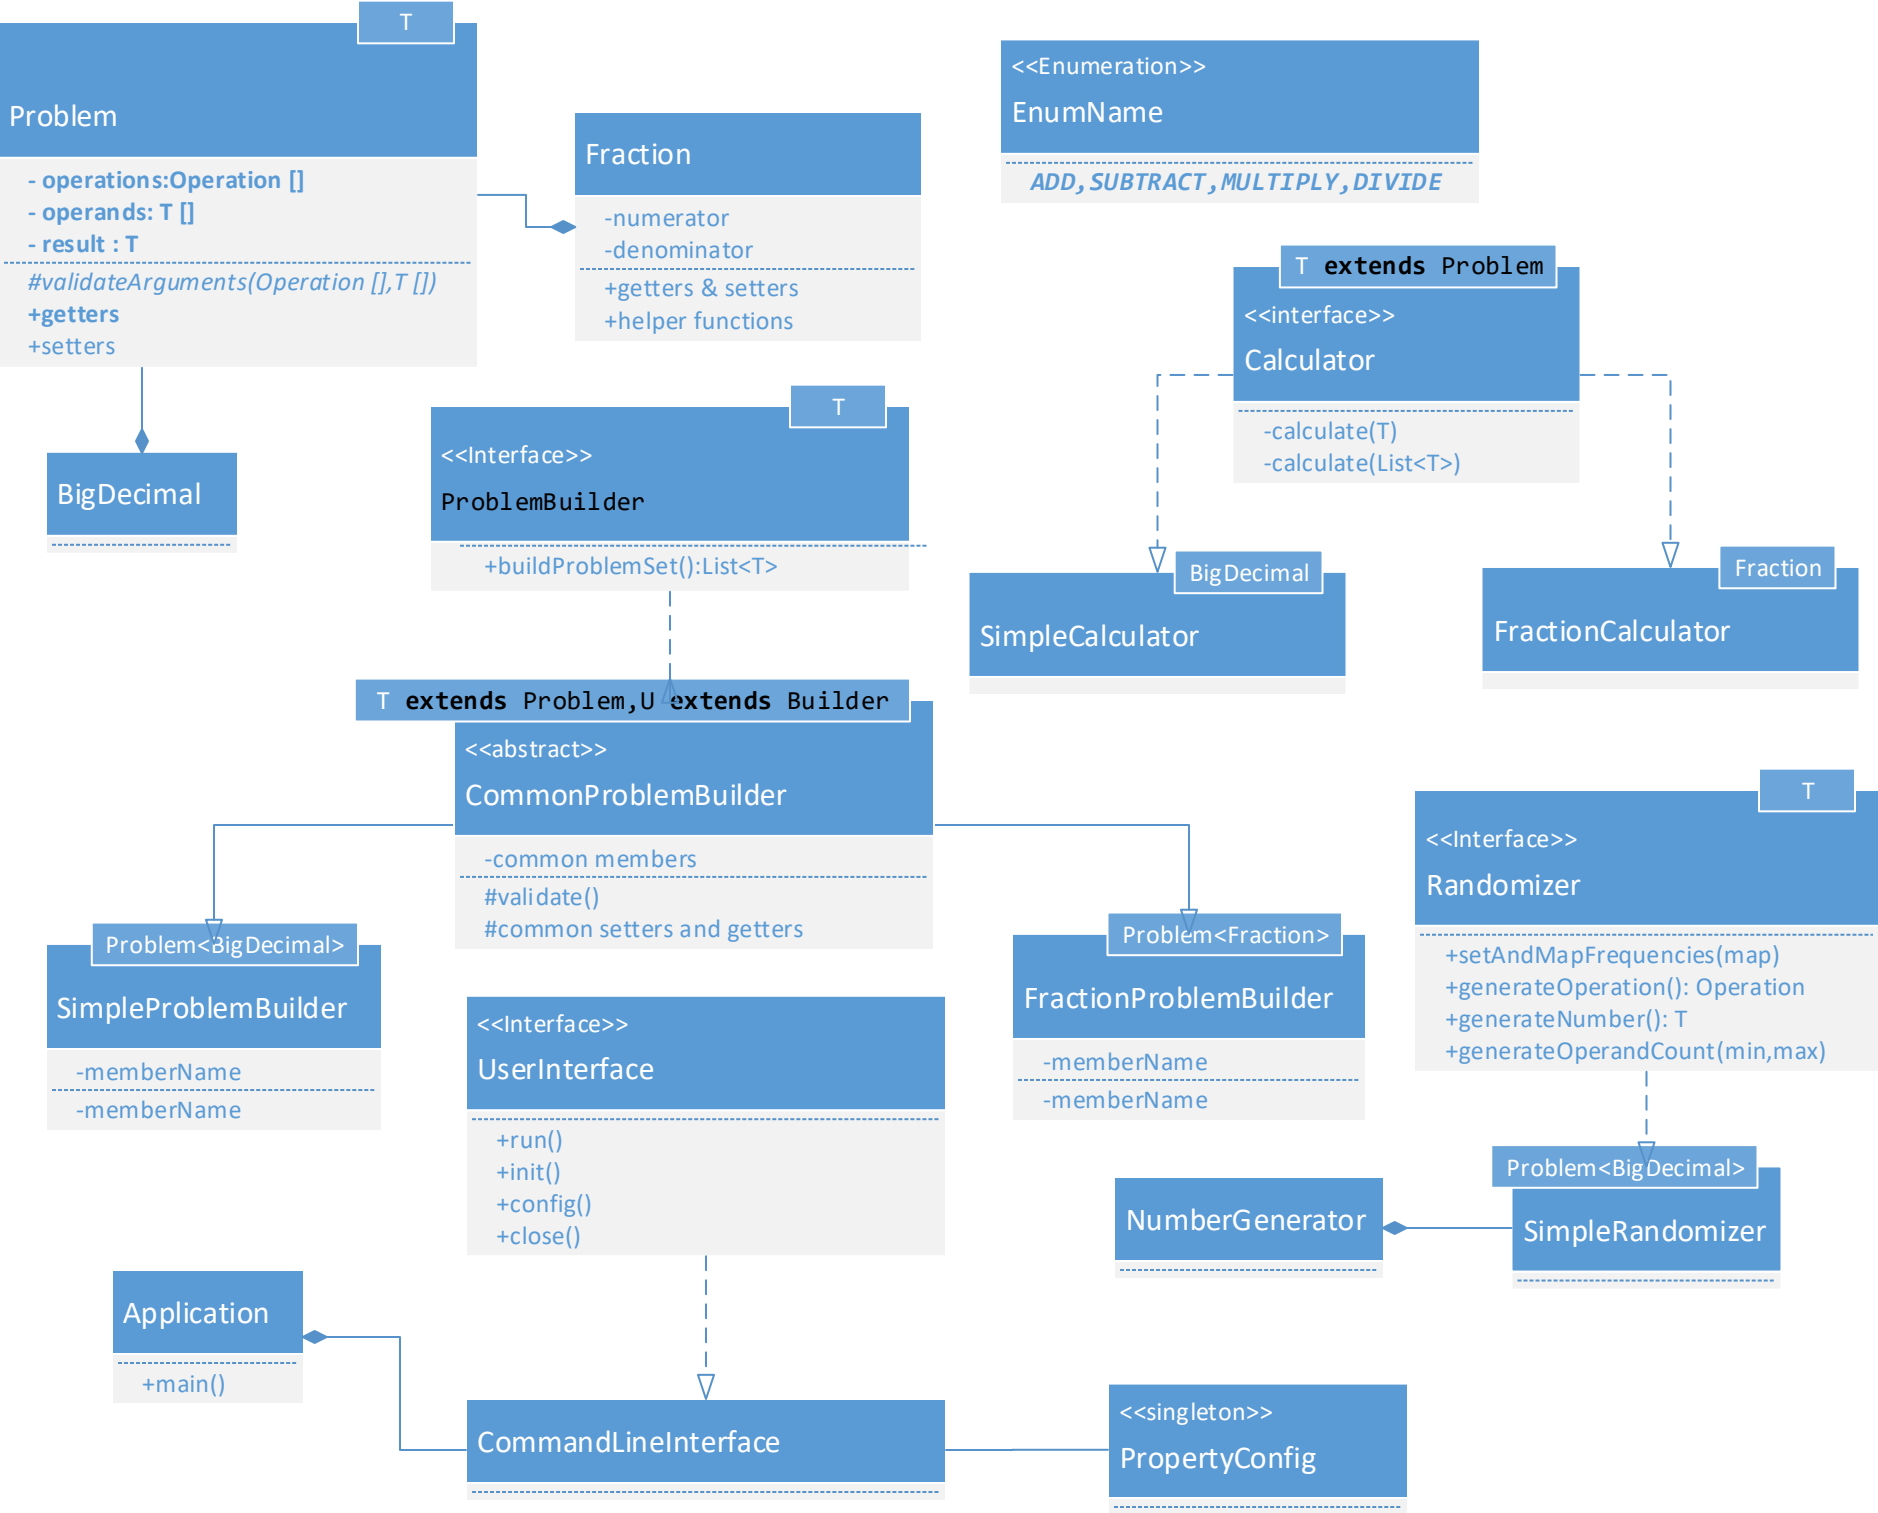 T
Problem
- operations:Operation []
- operands: T []
- result : T
#validateArguments(Operation [],T [])
+getters
+setters
Fraction
-numerator
-denominator
+getters & setters
+helper functions
<<Enumeration>>
EnumName
ADD,SUBTRACT,MULTIPLY,DIVIDE
T extends Problem
<<interface>>
Calculator
-calculate(T)
-calculate(List<T>)
BigDecimal
T
<<Interface>>
ProblemBuilder
+buildProblemSet():List<T>
BigDecimal
SimpleCalculator
Fraction
FractionCalculator
T extends Problem,U extends Builder
<<abstract>>
CommonProblemBuilder
-common members
#validate()
#common setters and getters
T
<<Interface>>
Randomizer
+setAndMapFrequencies(map)
+generateOperation(): Operation
+generateNumber(): T
+generateOperandCount(min,max)
Problem<BigDecimal>
SimpleProblemBuilder
-memberName
-memberName
Problem<Fraction>
FractionProblemBuilder
-memberName
-memberName
<<Interface>>
UserInterface
+run()
+init()
+config()
+close()
Problem<BigDecimal>
SimpleRandomizer
NumberGenerator
Application
+main()
CommandLineInterface
<<singleton>>
PropertyConfig